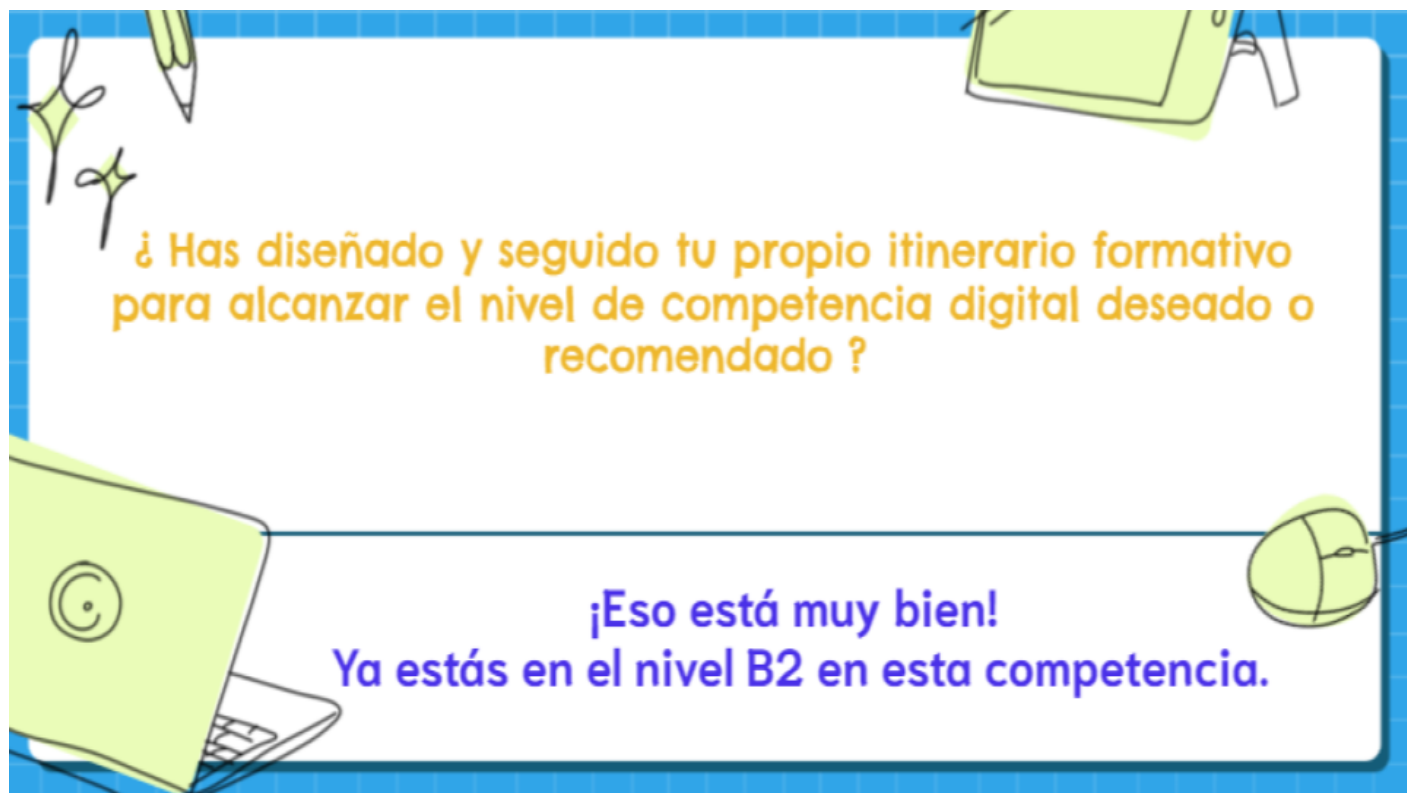 ¿ Has diseñado y seguido tu propio itinerario formativo
para alcanzar el nivel de competencia digital deseado o
recomendado ?
¡Eso está muy bien!
Ya estás en el nivel B2 en esta competencia.